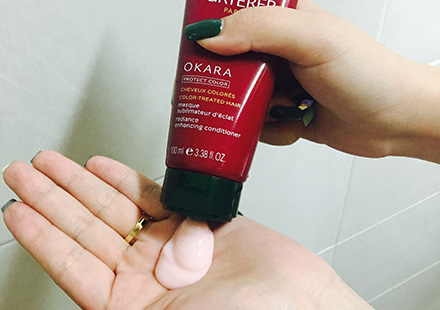 OKARA
PROTECT COLOR
CHEVEUX COLORÉS
COLOR-TREATED HAIR
masque
sublimateur d'éclat
radiance
enhancing conditioner
100 ml e 3.38 fl. oz.